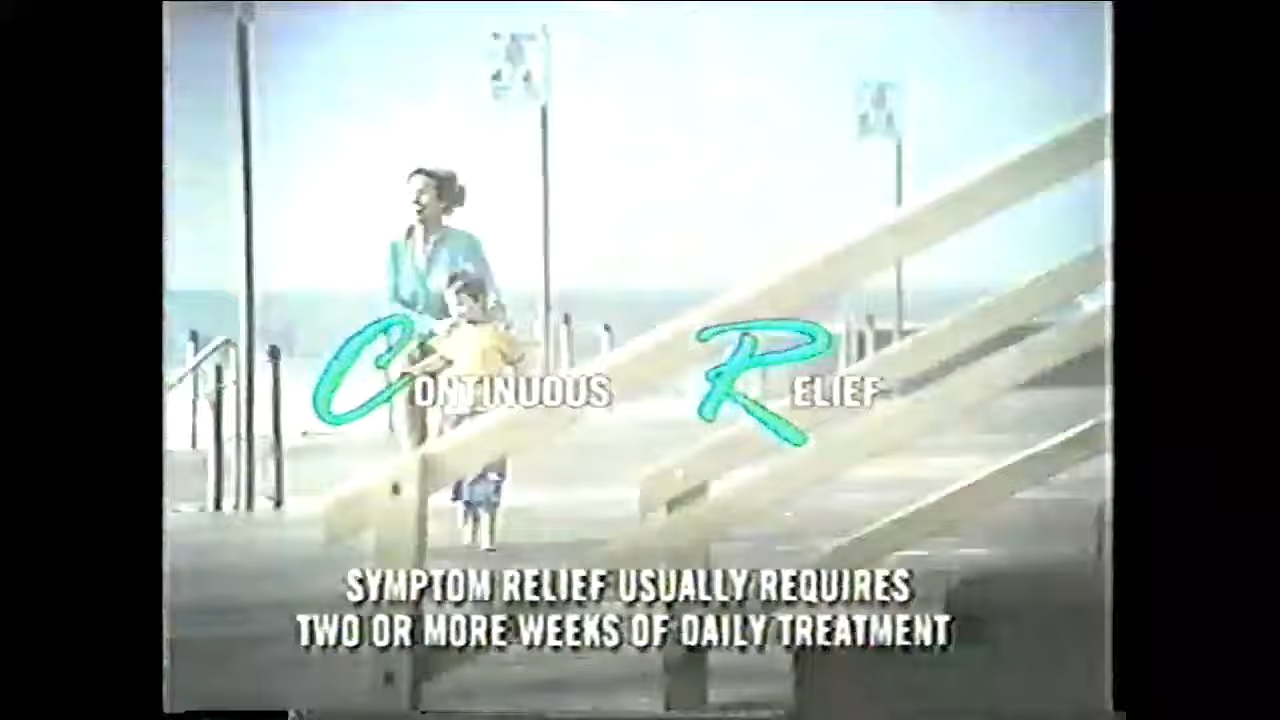 CONTINUOUS RELIEF
SYMPTOM RELIEF USUALLY REQUIRES
TWO OR MORE WEEKS OF DAILY TREATMENT